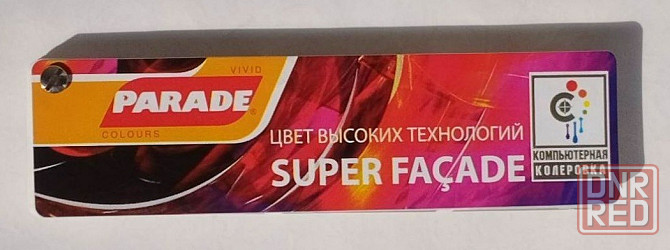 VIVID
PARADE®
COLOURS
ЦВЕТ ВЫСОКИХ ТЕХНОЛОГИЙ
SUPER FAÇADE
КОМПЬЮТЕРНАЯ
КОЛЕРОВКА
DNR
RED